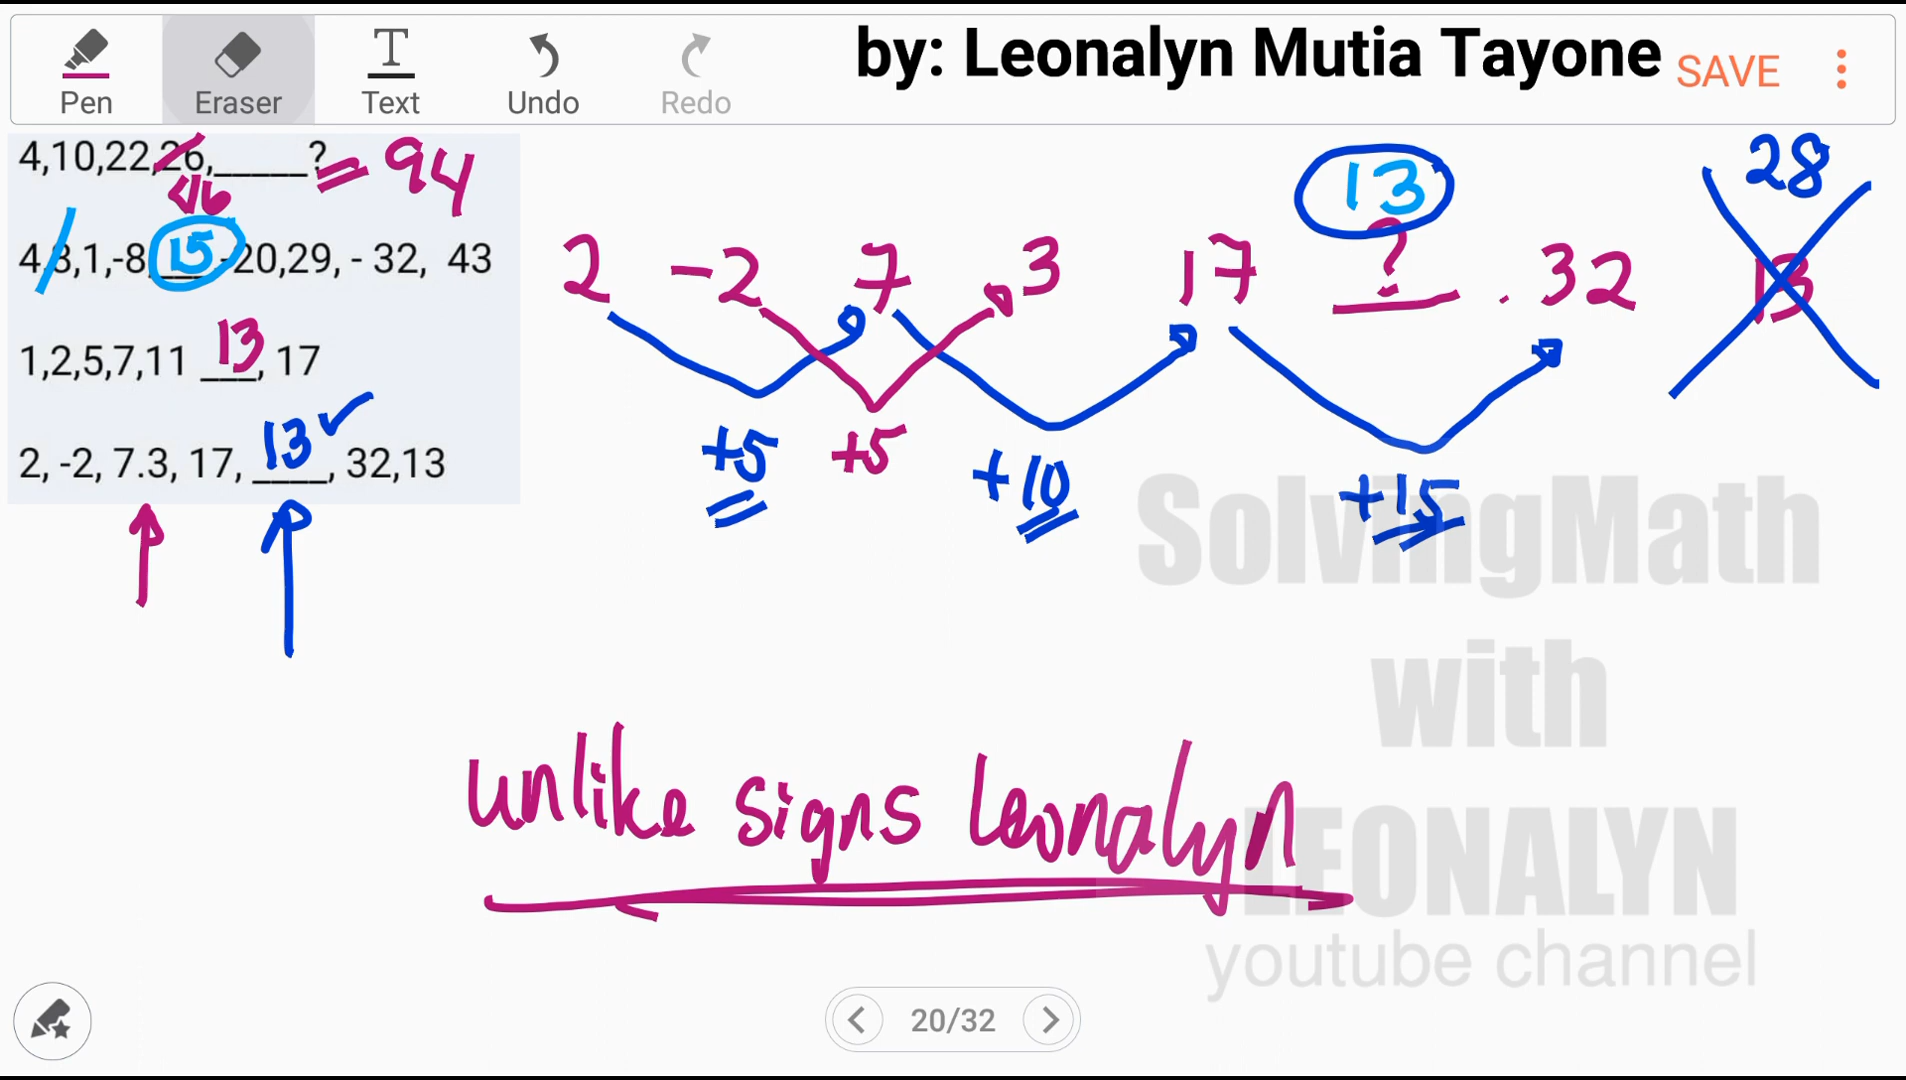 by: Leonalyn Mutia Tayone
Pen Eraser Text Undo Redo SAVE
4,10,22,26,_____? = 94
46
4,3,1,-8,___-20,29, - 32, 43
15
1,2,5,7,11 ___, 17
13
2, -2, 7.3, 17, ____, 32,13
13 ✓
13 28
2 -2 7 3 17 ? . 32 13
+5 +5 +10 +15
SolvingMath
with
unlike signs Leonalyn
LEONALYN
youtube channel
20/32